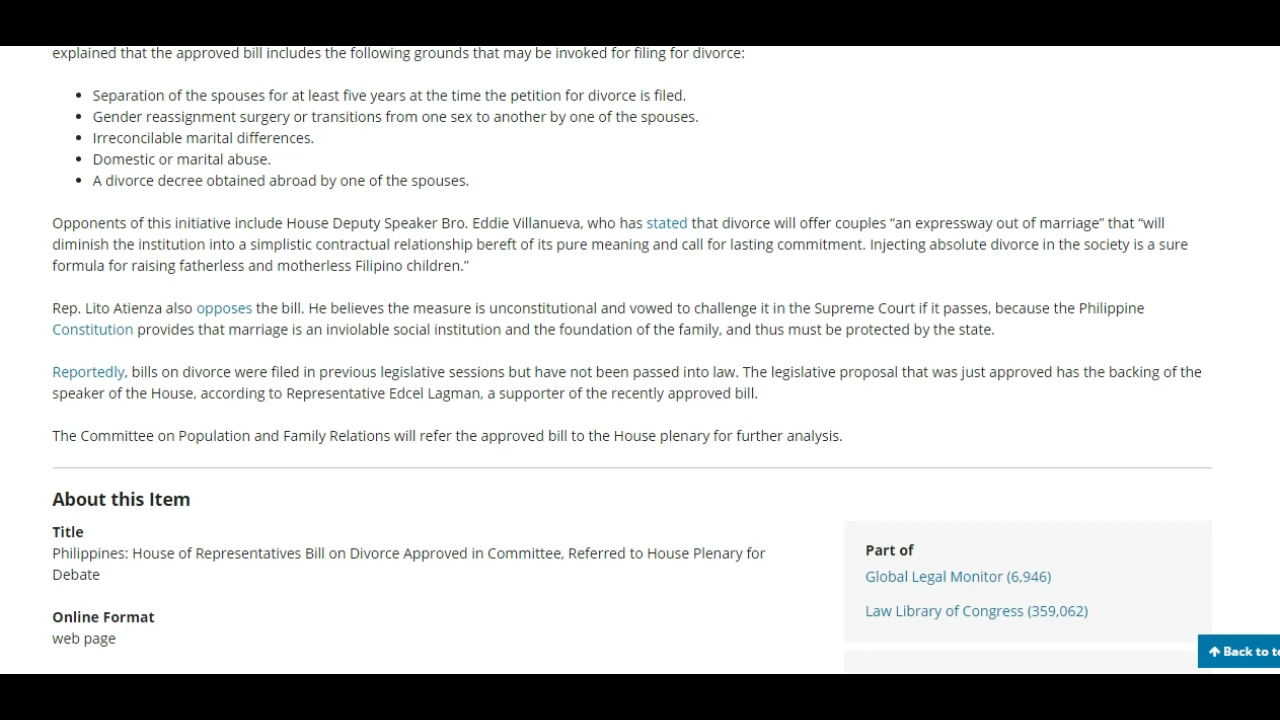 explained that the approved bill includes the following grounds that may be invoked for filing for divorce:
• Separation of the spouses for at least five years at the time the petition for divorce is filed.
• Gender reassignment surgery or transitions from one sex to another by one of the spouses.
• Irreconcilable marital differences.
• Domestic or marital abuse.
• A divorce decree obtained abroad by one of the spouses.
Opponents of this initiative include House Deputy Speaker Bro. Eddie Villanueva, who has stated that divorce will offer couples “an expressway out of marriage” that “will
diminish the institution into a simplistic contractual relationship bereft of its pure meaning and call for lasting commitment. Injecting absolute divorce in the society is a sure
formula for raising fatherless and motherless Filipino children.”
Rep. Lito Atienza also opposes the bill. He believes the measure is unconstitutional and vowed to challenge it in the Supreme Court if it passes, because the Philippine
Constitution provides that marriage is an inviolable social institution and the foundation of the family, and thus must be protected by the state.
Reportedly, bills on divorce were filed in previous legislative sessions but have not been passed into law. The legislative proposal that was just approved has the backing of the
speaker of the House, according to Representative Edcel Lagman, a supporter of the recently approved bill.
The Committee on Population and Family Relations will refer the approved bill to the House plenary for further analysis.
About this Item
Title
Philippines: House of Representatives Bill on Divorce Approved in Committee, Referred to House Plenary for
Debate
Online Format
web page
Part of
Global Legal Monitor (6,946)
Law Library of Congress (359,062)
Back to to